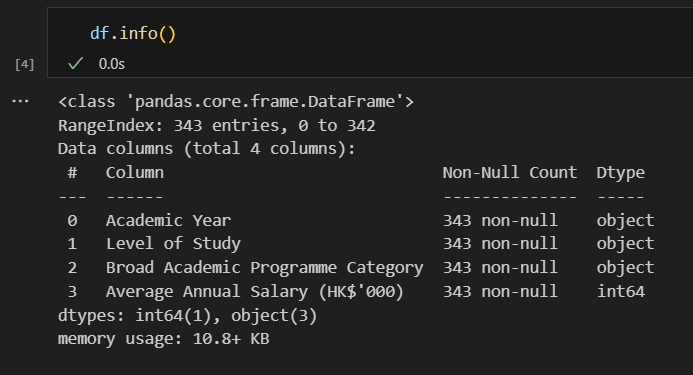 df.info()
[4]
0.0s
...
<class 'pandas.core.frame.DataFrame'>
RangeIndex: 343 entries, 0 to 342
Data columns (total 4 columns):
 #   Column                             Non-Null Count  Dtype
---  ------                             --------------  -----
 0   Academic Year                      343 non-null    object
 1   Level of Study                     343 non-null    object
 2   Broad Academic Programme Category  343 non-null    object
 3   Average Annual Salary (HK$'000)    343 non-null    int64
dtypes: int64(1), object(3)
memory usage: 10.8+ KB